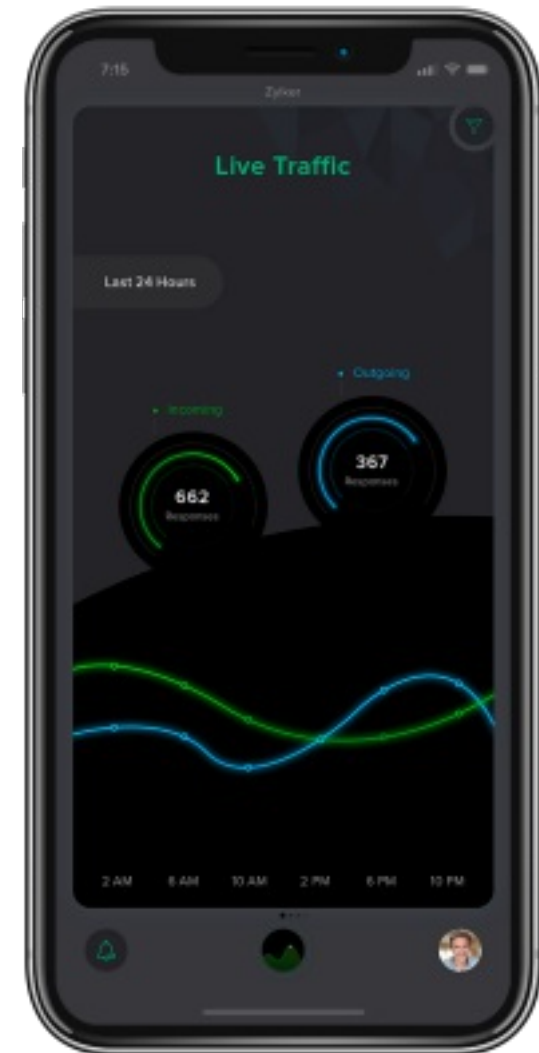 7:15
Zylker
Live Traffic
Last 24 Hours
Outgoing
Incoming
367
Responses
662
Responses
2 AM 6 AM 10 AM 2 PM 6 PM 10 PM